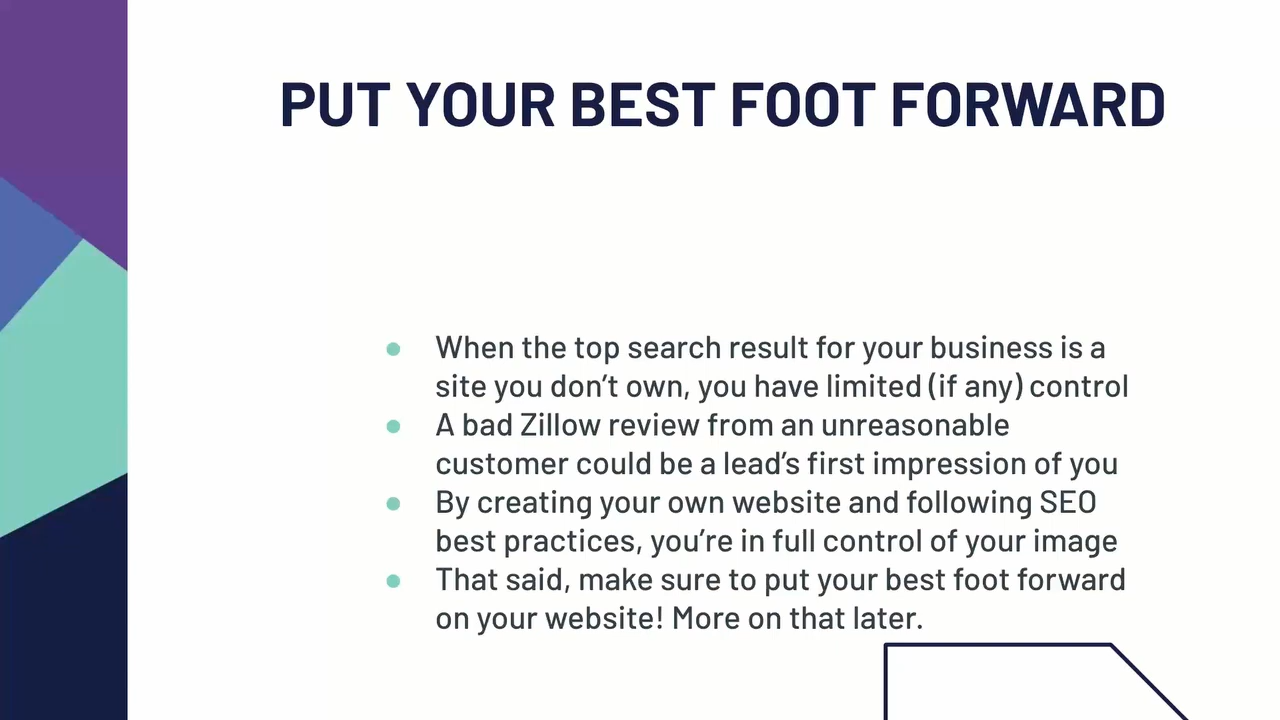 PUT YOUR BEST FOOT FORWARD
● When the top search result for your business is a
site you don’t own, you have limited (if any) control
● A bad Zillow review from an unreasonable
customer could be a lead’s first impression of you
● By creating your own website and following SEO
best practices, you’re in full control of your image
● That said, make sure to put your best foot forward
on your website! More on that later.